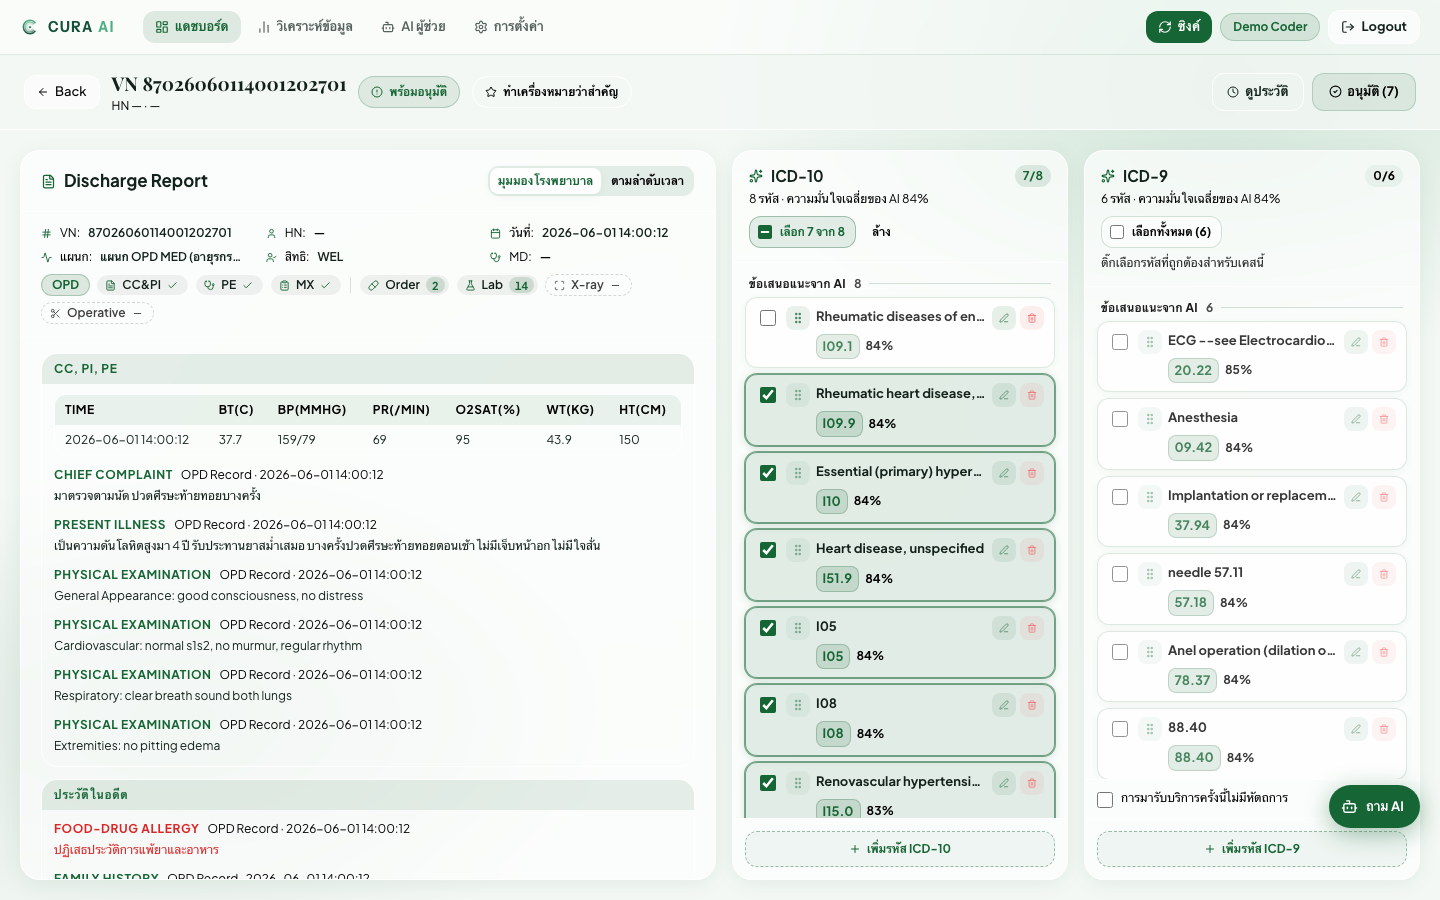 CURA AI
แดชบอร์ด
วิเคราะห์ข้อมูล
AI ผู้ช่วย
การตั้งค่า
ซิงค์
Demo Coder
Logout
Back
VN 87026060114001202701
HN — · —
พร้อมอนุมัติ
ทำเครื่องหมายว่าสำคัญ
ดูประวัติ
อนุมัติ (7)
Discharge Report
มุมมองโรงพยาบาล
ตามลำดับเวลา
VN: 87026060114001202701
HN: —
วันที่: 2026-06-01 14:00:12
แผนก: แผนก OPD MED (อายุรกร…
สิทธิ: WEL
MD: —
OPD
CC&PI ✓
PE ✓
MX ✓
Order 2
Lab 14
X-ray —
Operative —
CC, PI, PE
TIME BT(C) BP(MMHG) PR(/MIN) O2SAT(%) WT(KG) HT(CM)
2026-06-01 14:00:12 37.7 159/79 69 95 43.9 150
CHIEF COMPLAINT OPD Record · 2026-06-01 14:00:12
มาตรวจตามนัด ปวดศีรษะท้ายทอยบางครั้ง
PRESENT ILLNESS OPD Record · 2026-06-01 14:00:12
เป็นความดันโลหิตสูงมา 4 ปี รับประทานยาสม่ำเสมอ บางครั้งปวดศีรษะท้ายทอยตอนเช้า ไม่มีเจ็บหน้าอก ไม่มีใจสั่น
PHYSICAL EXAMINATION OPD Record · 2026-06-01 14:00:12
General Appearance: good consciousness, no distress
PHYSICAL EXAMINATION OPD Record · 2026-06-01 14:00:12
Cardiovascular: normal s1s2, no murmur, regular rhythm
PHYSICAL EXAMINATION OPD Record · 2026-06-01 14:00:12
Respiratory: clear breath sound both lungs
PHYSICAL EXAMINATION OPD Record · 2026-06-01 14:00:12
Extremities: no pitting edema
ประวัติในอดีต
FOOD-DRUG ALLERGY OPD Record · 2026-06-01 14:00:12
ปฏิเสธประวัติการแพ้ยาและอาหาร
FAMILY HISTORY OPD Record · 2026-06-01 14:00:12
ICD-10
7/8
8 รหัส · ความมั่นใจเฉลี่ยของ AI 84%
เลือก 7 จาก 8
ล้าง
ข้อเสนอแนะจาก AI 8
Rheumatic diseases of en…
I09.1 84%
Rheumatic heart disease,…
I09.9 84%
Essential (primary) hyper…
I10 84%
Heart disease, unspecified
I51.9 84%
I05
I05 84%
I08
I08 84%
Renovascular hypertensi…
I15.0 83%
+ เพิ่มรหัส ICD-10
ICD-9
0/6
6 รหัส · ความมั่นใจเฉลี่ยของ AI 84%
เลือกทั้งหมด (6)
ติ๊กเลือกรหัสที่ถูกต้องสำหรับเคสนี้
ข้อเสนอแนะจาก AI 6
ECG --see Electrocardio…
20.22 85%
Anesthesia
09.42 84%
Implantation or replacem…
37.94 84%
needle 57.11
57.18 84%
Anel operation (dilation o…
78.37 84%
88.40
88.40 84%
การมารับบริการครั้งนี้ไม่มีหัตถการ
ถาม AI
+ เพิ่มรหัส ICD-9